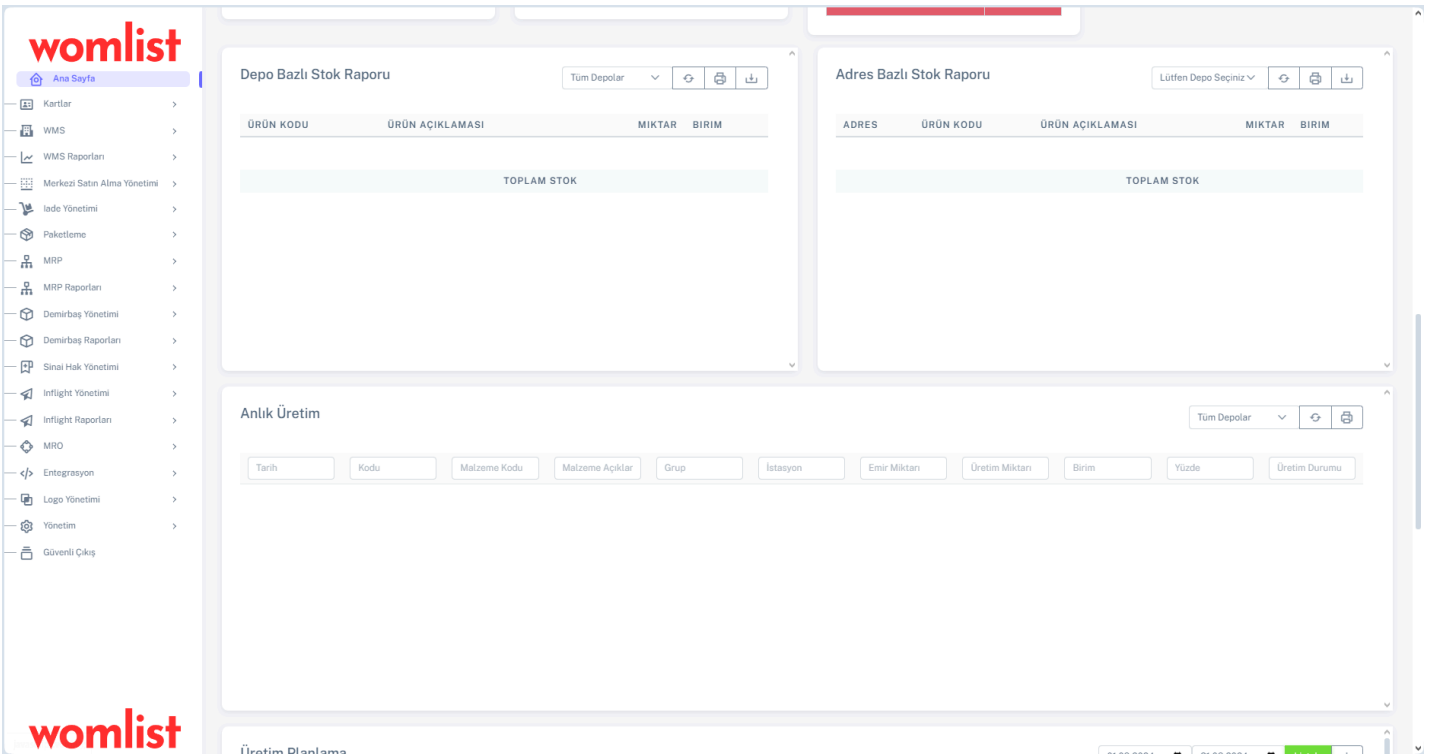 womlist
Ana Sayfa
Kartlar
WMS
WMS Raporları
Merkezi Satın Alma Yönetimi
Iade Yönetimi
Paketleme
MRP
MRP Raporları
Demirbaş Yönetimi
Demirbaş Raporları
Sinai Hak Yönetimi
Inflight Yönetimi
Inflight Raporları
MRO
Entegrasyon
Logo Yönetimi
Yönetim
Güvenli Çıkış
womlist
Depo Bazlı Stok Raporu Tüm Depolar
ÜRÜN KODU ÜRÜN AÇIKLAMASI MIKTAR BIRIM
TOPLAM STOK
Adres Bazlı Stok Raporu Lütfen Depo Seçiniz
ADRES ÜRÜN KODU ÜRÜN AÇIKLAMASI MIKTAR BIRIM
TOPLAM STOK
Anlık Üretim Tüm Depolar
Tarih Kodu Malzeme Kodu Malzeme Açıklar Grup İstasyon Emir Miktarı Üretim Miktarı Birim Yüzde Üretim Durumu
Üretim Planlama